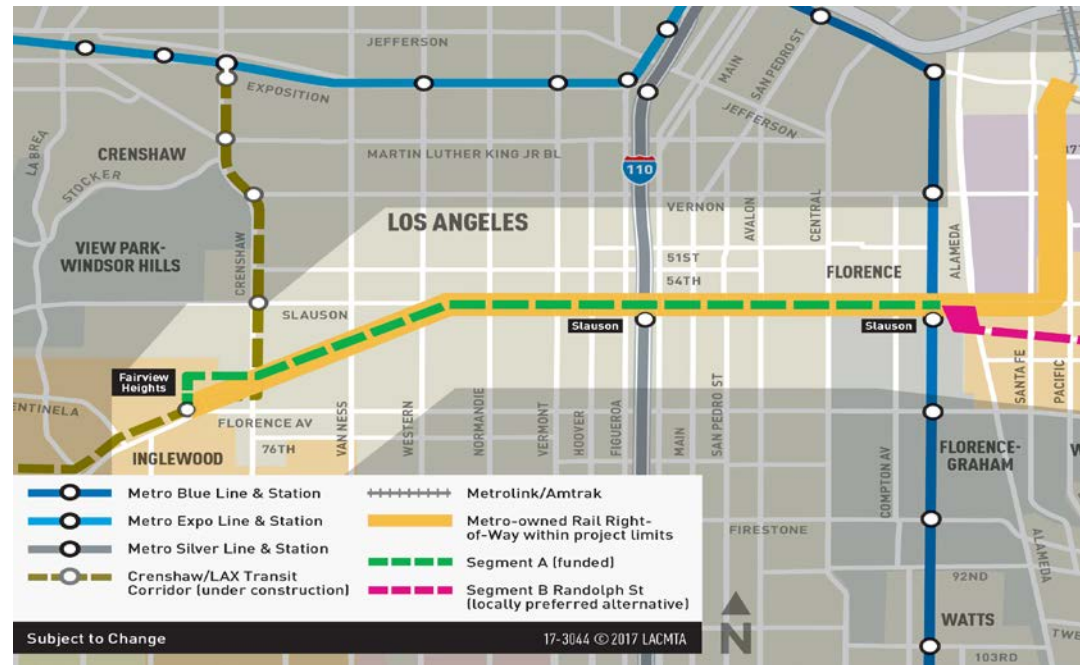 JEFFERSON
MAIN
SAN PEDRO ST
EXPOSITION
JEFFERSON
LA BREA
CRENSHAW
MARTIN LUTHER KING JR BL
110
STOCKER
VERNON
LOS ANGELES
AVALON
CENTRAL
ALAMEDA
VIEW PARK-
WINDSOR HILLS
CRENSHAW
51ST
54TH
FLORENCE
SLAUSON
Slauson
Slauson
Fairview
Heights
SANTA FE
PACIFIC
ENTINELA
FLORENCE AV
76TH
VAN NESS
WESTERN
NORMANDIE
VERMONT
HOOVER
FIGUEROA
MAIN
SAN PEDRO ST
INGLEWOOD
COMPTON AV
FLORENCE-
GRAHAM
W
Metro Blue Line & Station
Metro Expo Line & Station
Metro Silver Line & Station
Crenshaw/LAX Transit
Corridor (under construction)
Metrolink/Amtrak
Metro-owned Rail Right-
of-Way within project limits
Segment A (funded)
Segment B Randolph St
(locally preferred alternative)
FIRESTONE
ALAMEDA
92ND
N
WATTS
TWE
103RD
Subject to Change
17-3044 © 2017 LACMTA